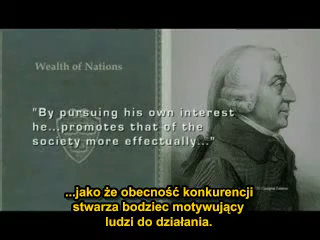 Wealth of Nations
"By pursuing his own interest
he...promotes that of the
society more effectually..."
...jako że obecność konkurencji
stwarza bodziec motywujący
ludzi do działania.